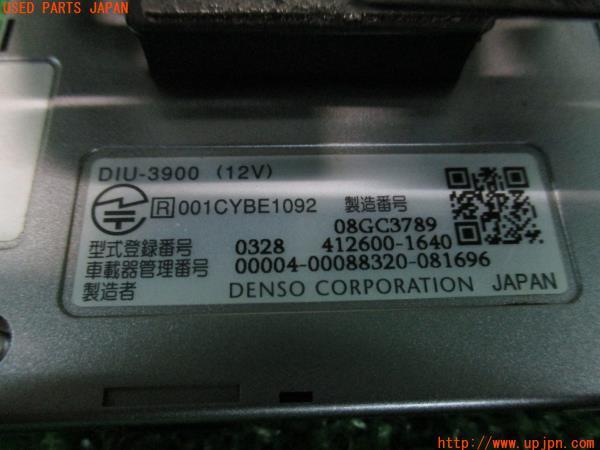 USED PARTS JAPAN
DIU-3900 (12V)
R 001CYBE1092 製造番号
08GC3789
型式登録番号 0328 412600-1640
車載器管理番号 00004-00088320-081696
製造者 DENSO CORPORATION JAPAN
http://www.upjpn.com